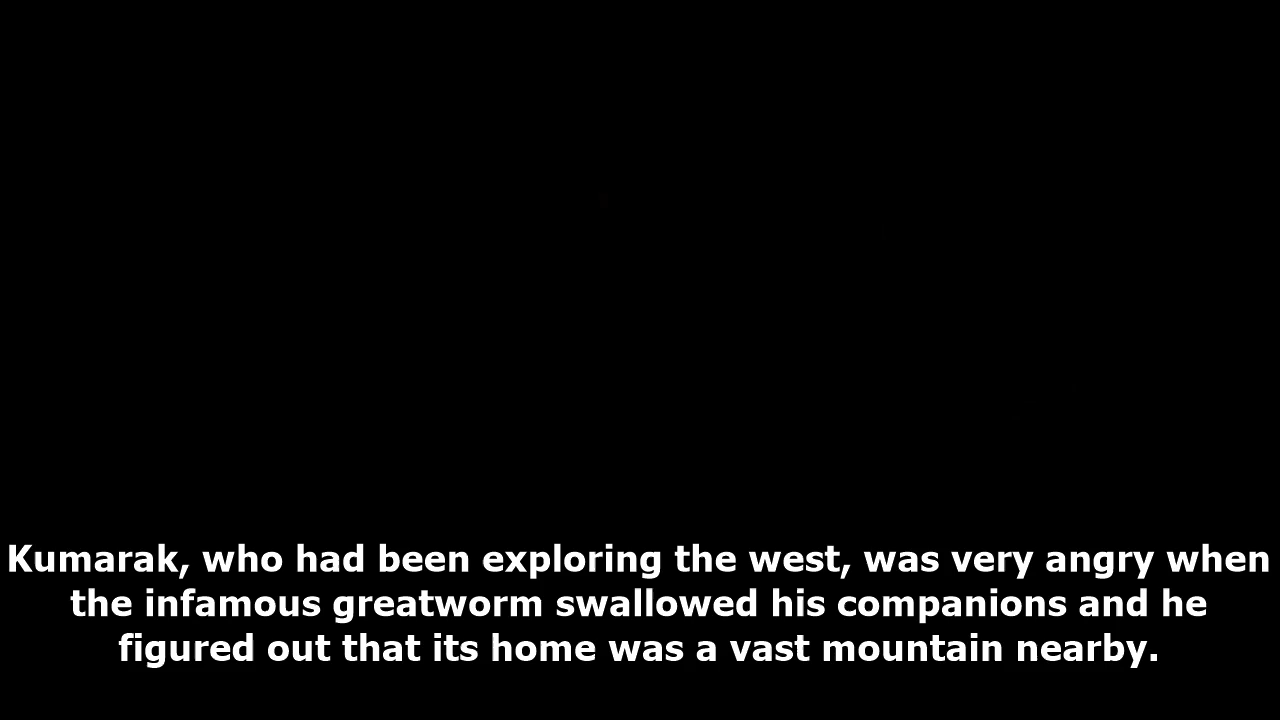 Kumarak, who had been exploring the west, was very angry when
the infamous greatworm swallowed his companions and he
figured out that its home was a vast mountain nearby.